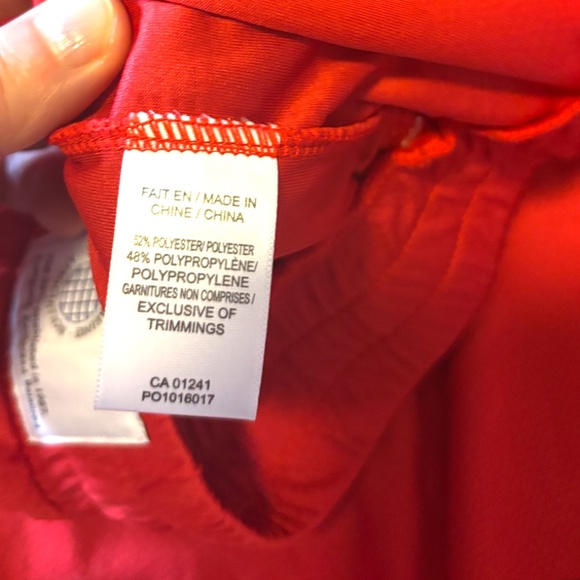 FAIT EN / MADE IN
CHINE / CHINA
52% POLYESTER/ POLYESTER
48% POLYPROPYLÈNE/
POLYPROPYLENE
GARNITURES NON COMPRISES /
EXCLUSIVE OF
TRIMMINGS
CA 01241
PO1016017